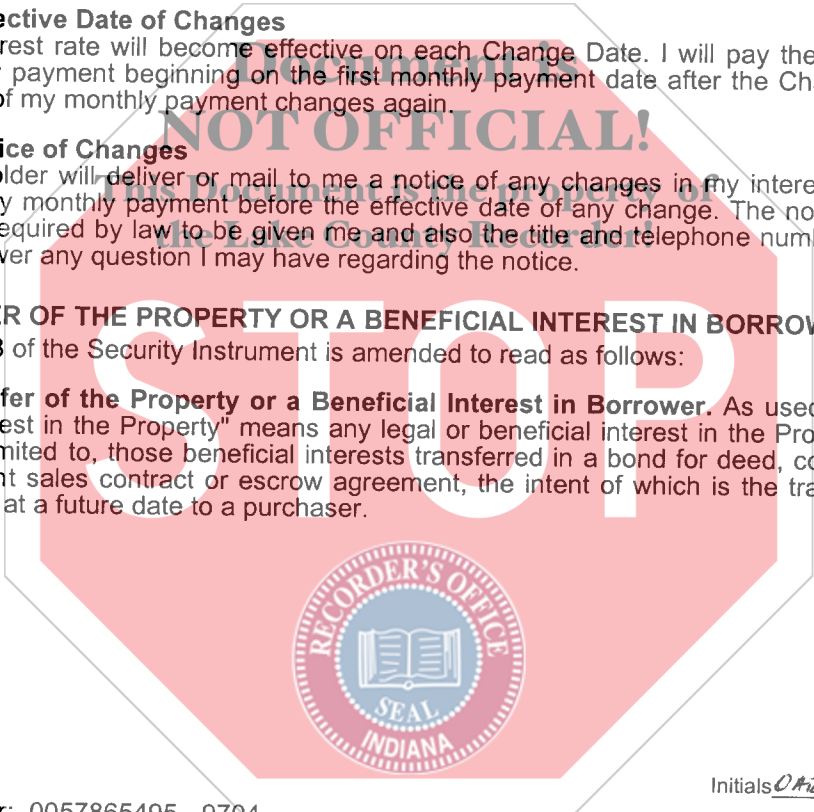 ective Date of Changes
rest rate will become effective on each Change Date. I will pay the
payment beginning on the first monthly payment date after the Ch
of my monthly payment changes again.
ice of Changes
older will deliver or mail to me a notice of any changes in my intere
y monthly payment before the effective date of any change. The no
equired by law to be given me and also the title and telephone num
ver any question I may have regarding the notice.
ER OF THE PROPERTY OR A BENEFICIAL INTEREST IN BORROW
8 of the Security Instrument is amended to read as follows:
fer of the Property or a Beneficial Interest in Borrower. As used
est in the Property" means any legal or beneficial interest in the Pro
mited to, those beneficial interests transferred in a bond for deed, co
nt sales contract or escrow agreement, the intent of which is the tra
at a future date to a purchaser.
Document is
NOT OFFICIAL!
This Document is the property of
the Lake County Recorder!
STOP
RECORDER'S OFFICE
SEAL
INDIANA
Initials
r: 0057865495 - 9704